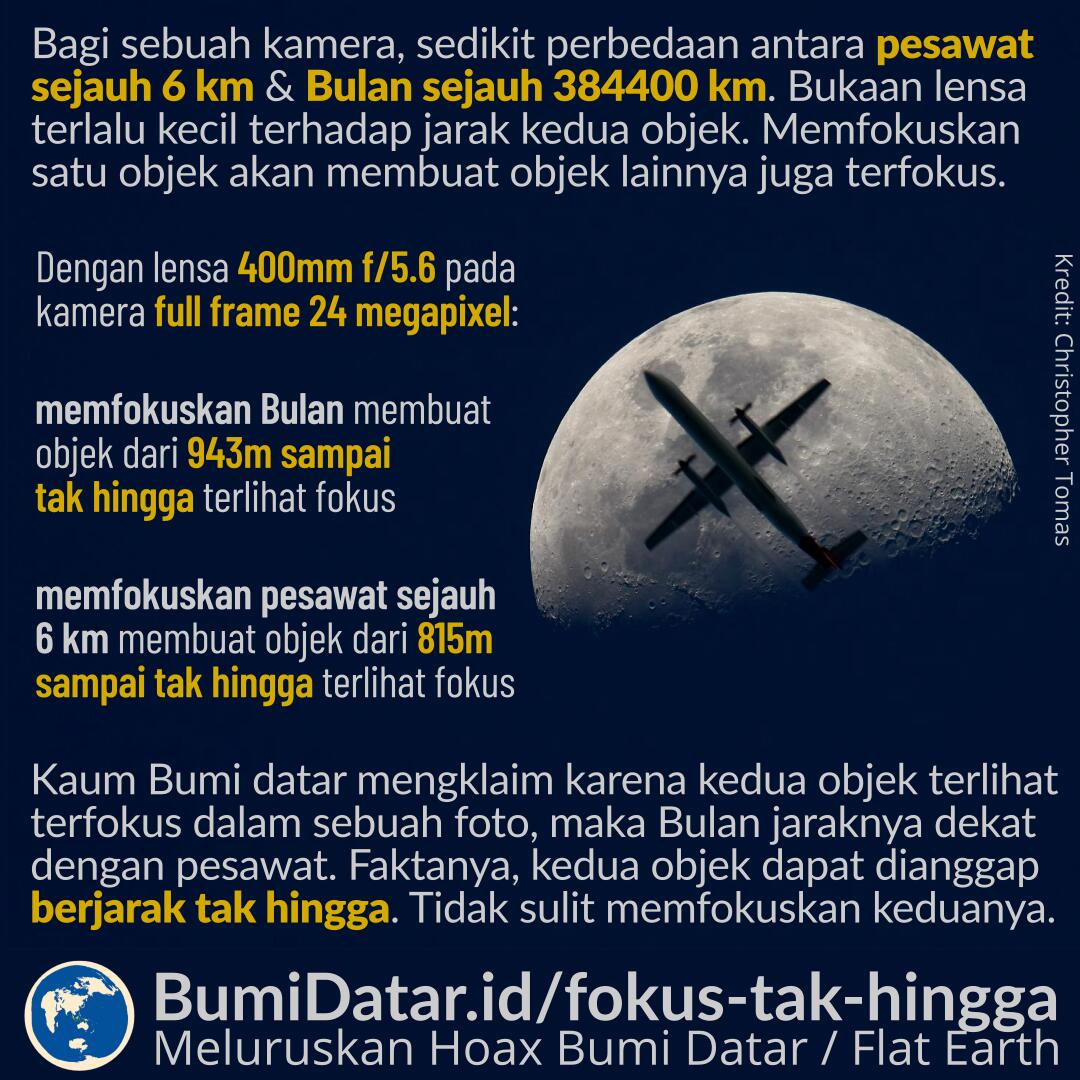 Bagi sebuah kamera, sedikit perbedaan antara pesawat
sejauh 6 km & Bulan sejauh 384400 km. Bukaan lensa
terlalu kecil terhadap jarak kedua objek. Memfokuskan
satu objek akan membuat objek lainnya juga terfokus.
Dengan lensa 400mm f/5.6 pada
kamera full frame 24 megapixel:
memfokuskan Bulan membuat
objek dari 943m sampai
tak hingga terlihat fokus
memfokuskan pesawat sejauh
6 km membuat objek dari 815m
sampai tak hingga terlihat fokus
Kredit: Christopher Tomas
Kaum Bumi datar mengklaim karena kedua objek terlihat
terfokus dalam sebuah foto, maka Bulan jaraknya dekat
dengan pesawat. Faktanya, kedua objek dapat dianggap
berjarak tak hingga. Tidak sulit memfokuskan keduanya.
BumiDatar.id/fokus-tak-hingga
Meluruskan Hoax Bumi Datar / Flat Earth